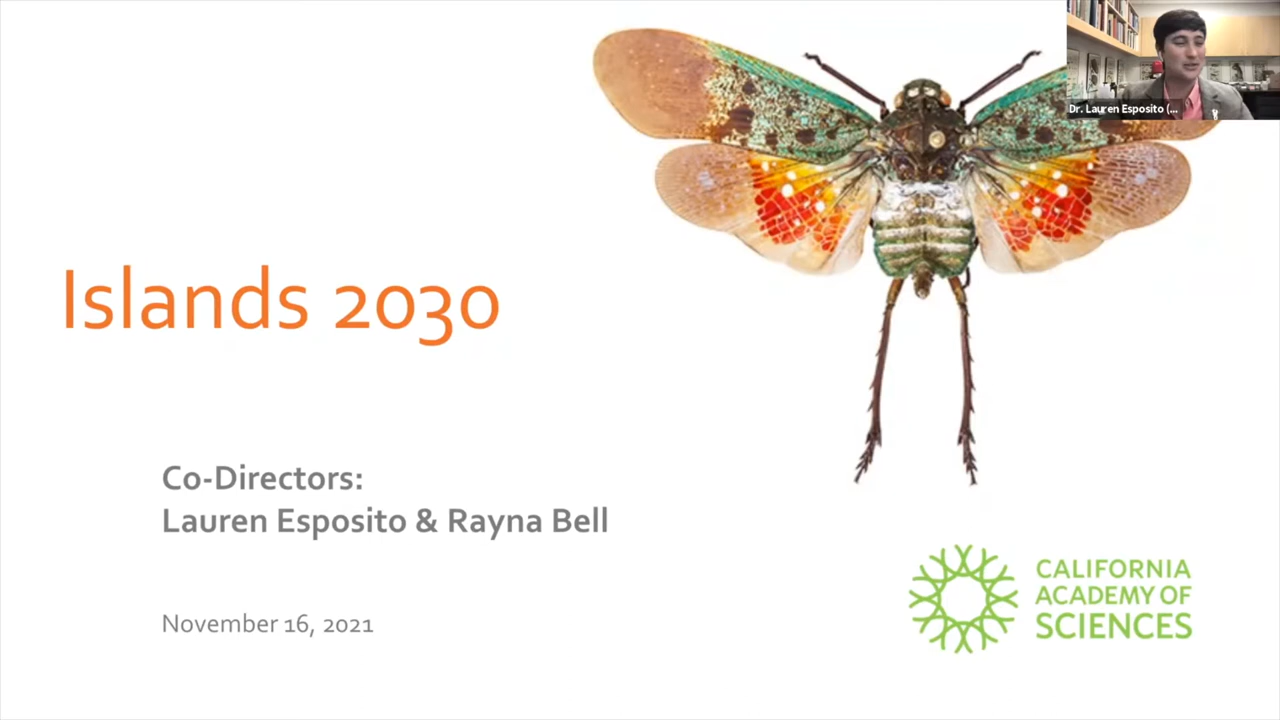 Dr. Lauren Esposito (...
Islands 2030
Co-Directors:
Lauren Esposito & Rayna Bell
November 16, 2021
CALIFORNIA
ACADEMY OF
SCIENCES